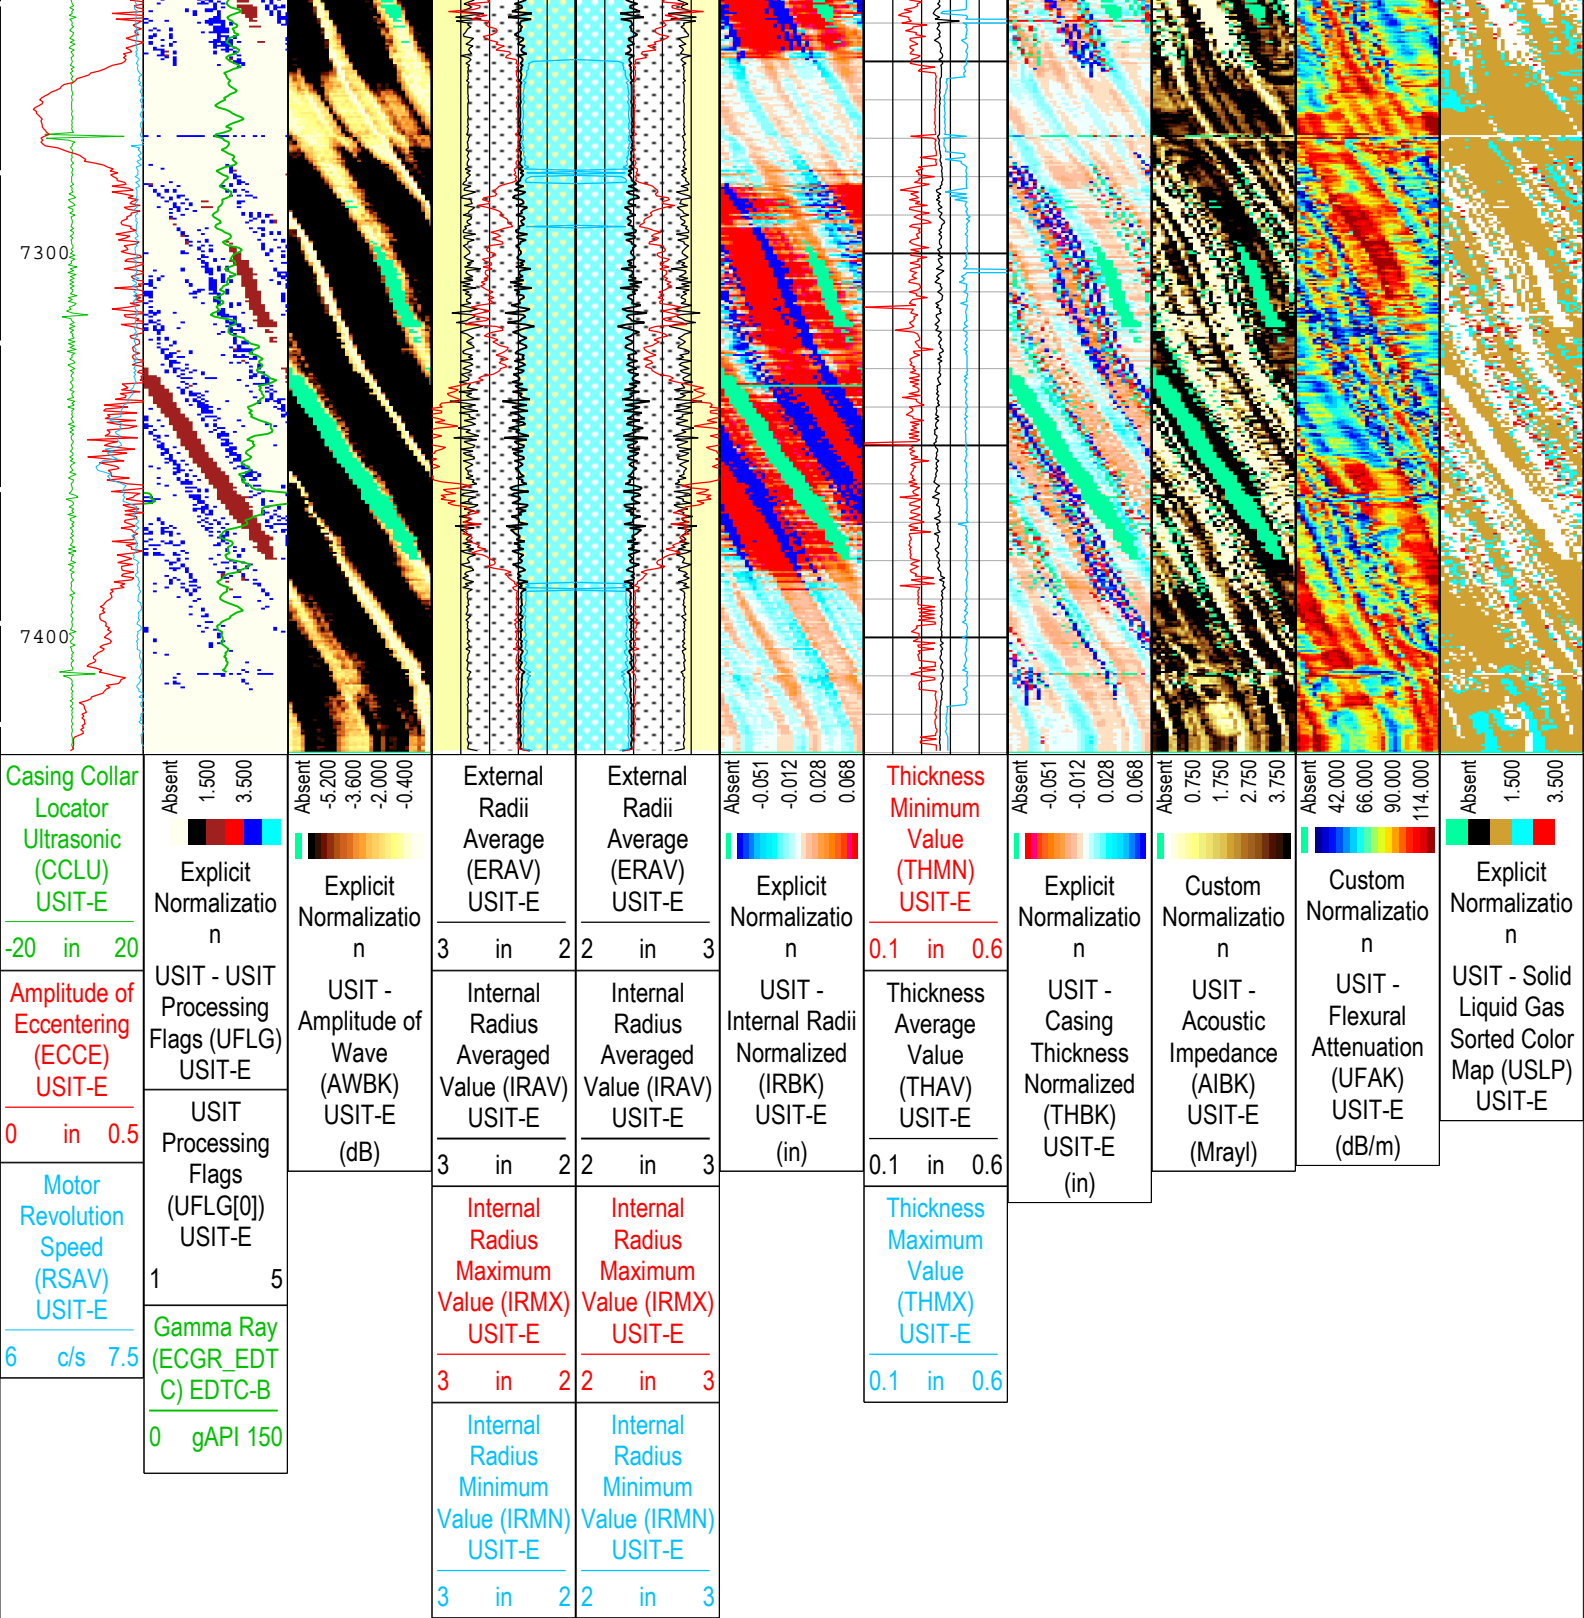 7300
7400
Casing Collar
Locator
Ultrasonic
(CCLU)
USIT-E
-20 in 20
Amplitude of
Eccentering
(ECCE)
USIT-E
0 in 0.5
Motor
Revolution
Speed
(RSAV)
USIT-E
6 c/s 7.5
Absent
1.500
3.500
Explicit
Normalizatio
n
USIT - USIT
Processing
Flags (UFLG)
USIT-E
USIT
Processing
Flags
(UFLG[0])
USIT-E
1 5
Gamma Ray
(ECGR_EDT
C) EDTC-B
0 gAPI 150
Absent
-5.200
-3.600
-2.000
-0.400
Explicit
Normalizatio
n
USIT -
Amplitude of
Wave
(AWBK)
USIT-E
(dB)
External
Radii
Average
(ERAV)
USIT-E
3 in 2
Internal
Radius
Averaged
Value (IRAV)
USIT-E
3 in 2
Internal
Radius
Maximum
Value (IRMX)
USIT-E
3 in 2
Internal
Radius
Minimum
Value (IRMN)
USIT-E
3 in 2
External
Radii
Average
(ERAV)
USIT-E
2 in 3
Internal
Radius
Averaged
Value (IRAV)
USIT-E
2 in 3
Internal
Radius
Maximum
Value (IRMX)
USIT-E
2 in 3
Internal
Radius
Minimum
Value (IRMN)
USIT-E
2 in 3
Absent
-0.051
-0.012
0.028
0.068
Explicit
Normalizatio
n
USIT -
Internal Radii
Normalized
(IRBK)
USIT-E
(in)
Thickness
Minimum
Value
(THMN)
USIT-E
0.1 in 0.6
Thickness
Average
Value
(THAV)
USIT-E
0.1 in 0.6
Thickness
Maximum
Value
(THMX)
USIT-E
0.1 in 0.6
Absent
-0.051
-0.012
0.028
0.068
Explicit
Normalizatio
n
USIT -
Casing
Thickness
Normalized
(THBK)
USIT-E
(in)
Absent
0.750
1.750
2.750
3.750
Custom
Normalizatio
n
USIT -
Acoustic
Impedance
(AIBK)
USIT-E
(Mrayl)
Absent
42.000
66.000
90.000
114.000
Custom
Normalizatio
n
USIT -
Flexural
Attenuation
(UFAK)
USIT-E
(dB/m)
Absent
1.500
3.500
Explicit
Normalizatio
n
USIT - Solid
Liquid Gas
Sorted Color
Map (USLP)
USIT-E